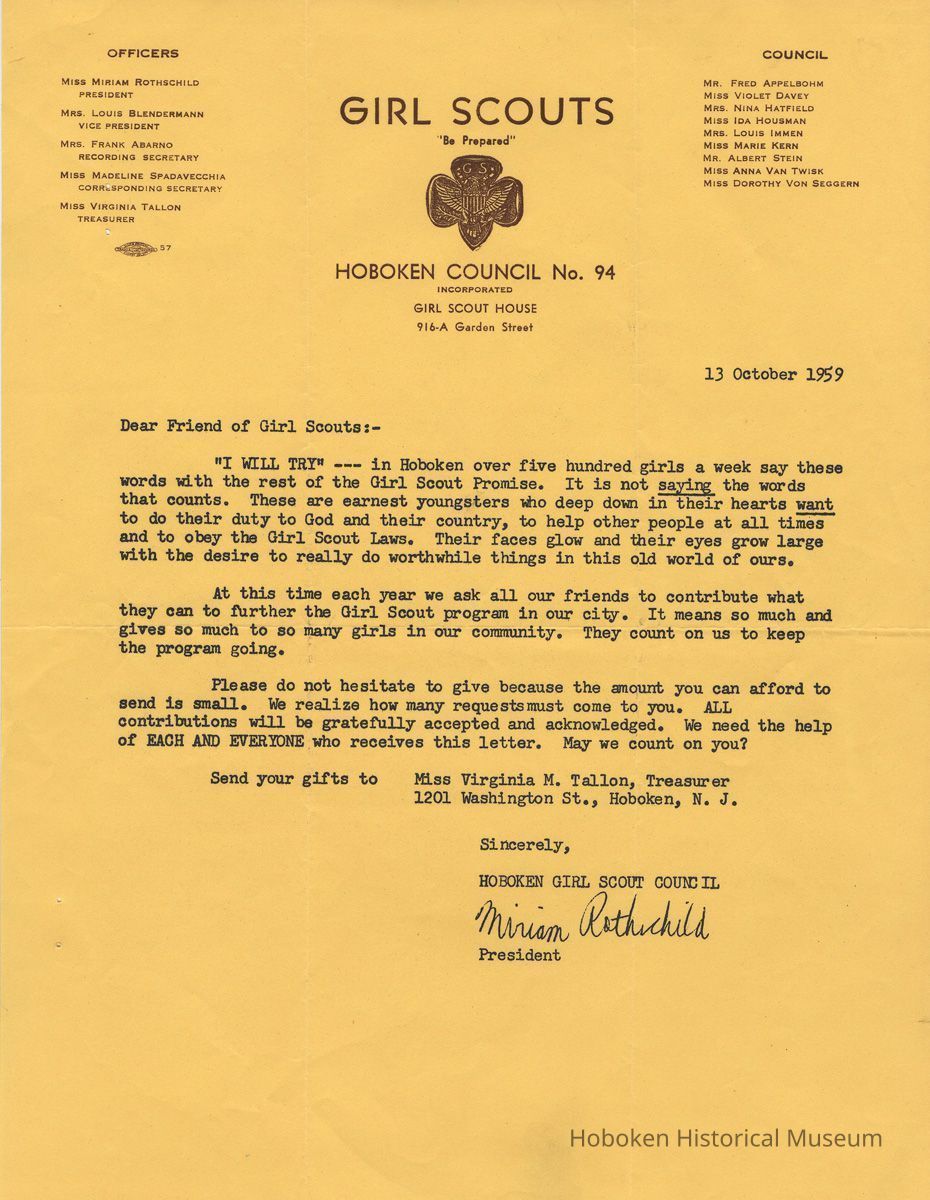 OFFICERS
MISS MIRIAM ROTHSCHILD
PRESIDENT
MRS. LOUIS BLENDERMANN
VICE PRESIDENT
MRS. FRANK ABARNO
RECORDING SECRETARY
MISS MADELINE SPADAVECCHIA
CORRESPONDING SECRETARY
MISS VIRGINIA TALLON
TREASURER
57
GIRL SCOUTS
"Be Prepared"
G S
HOBOKEN COUNCIL No. 94
INCORPORATED
GIRL SCOUT HOUSE
916-A Garden Street
COUNCIL
MR. FRED APPELBOHM
MISS VIOLET DAVEY
MRS. NINA HATFIELD
MISS IDA HOUSMAN
MRS. LOUIS IMMEN
MISS MARIE KERN
MR. ALBERT STEIN
MISS ANNA VAN TWISK
MISS DOROTHY VON SEGGERN
13 October 1959
Dear Friend of Girl Scouts:-
"I WILL TRY" --- in Hoboken over five hundred girls a week say these
words with the rest of the Girl Scout Promise. It is not saying the words
that counts. These are earnest youngsters who deep down in their hearts want
to do their duty to God and their country, to help other people at all times
and to obey the Girl Scout Laws. Their faces glow and their eyes grow large
with the desire to really do worthwhile things in this old world of ours.
At this time each year we ask all our friends to contribute what
they can to further the Girl Scout program in our city. It means so much and
gives so much to so many girls in our community. They count on us to keep
the program going.
Please do not hesitate to give because the amount you can afford to
send is small. We realize how many requestsmust come to you. ALL
contributions will be gratefully accepted and acknowledged. We need the help
of EACH AND EVERYONE who receives this letter. May we count on you?
Send your gifts to Miss Virginia M. Tallon, Treasurer
1201 Washington St., Hoboken, N. J.
Sincerely,
HOBOKEN GIRL SCOUT COUNCIL
Miriam Rothschild
President
Hoboken Historical Museum